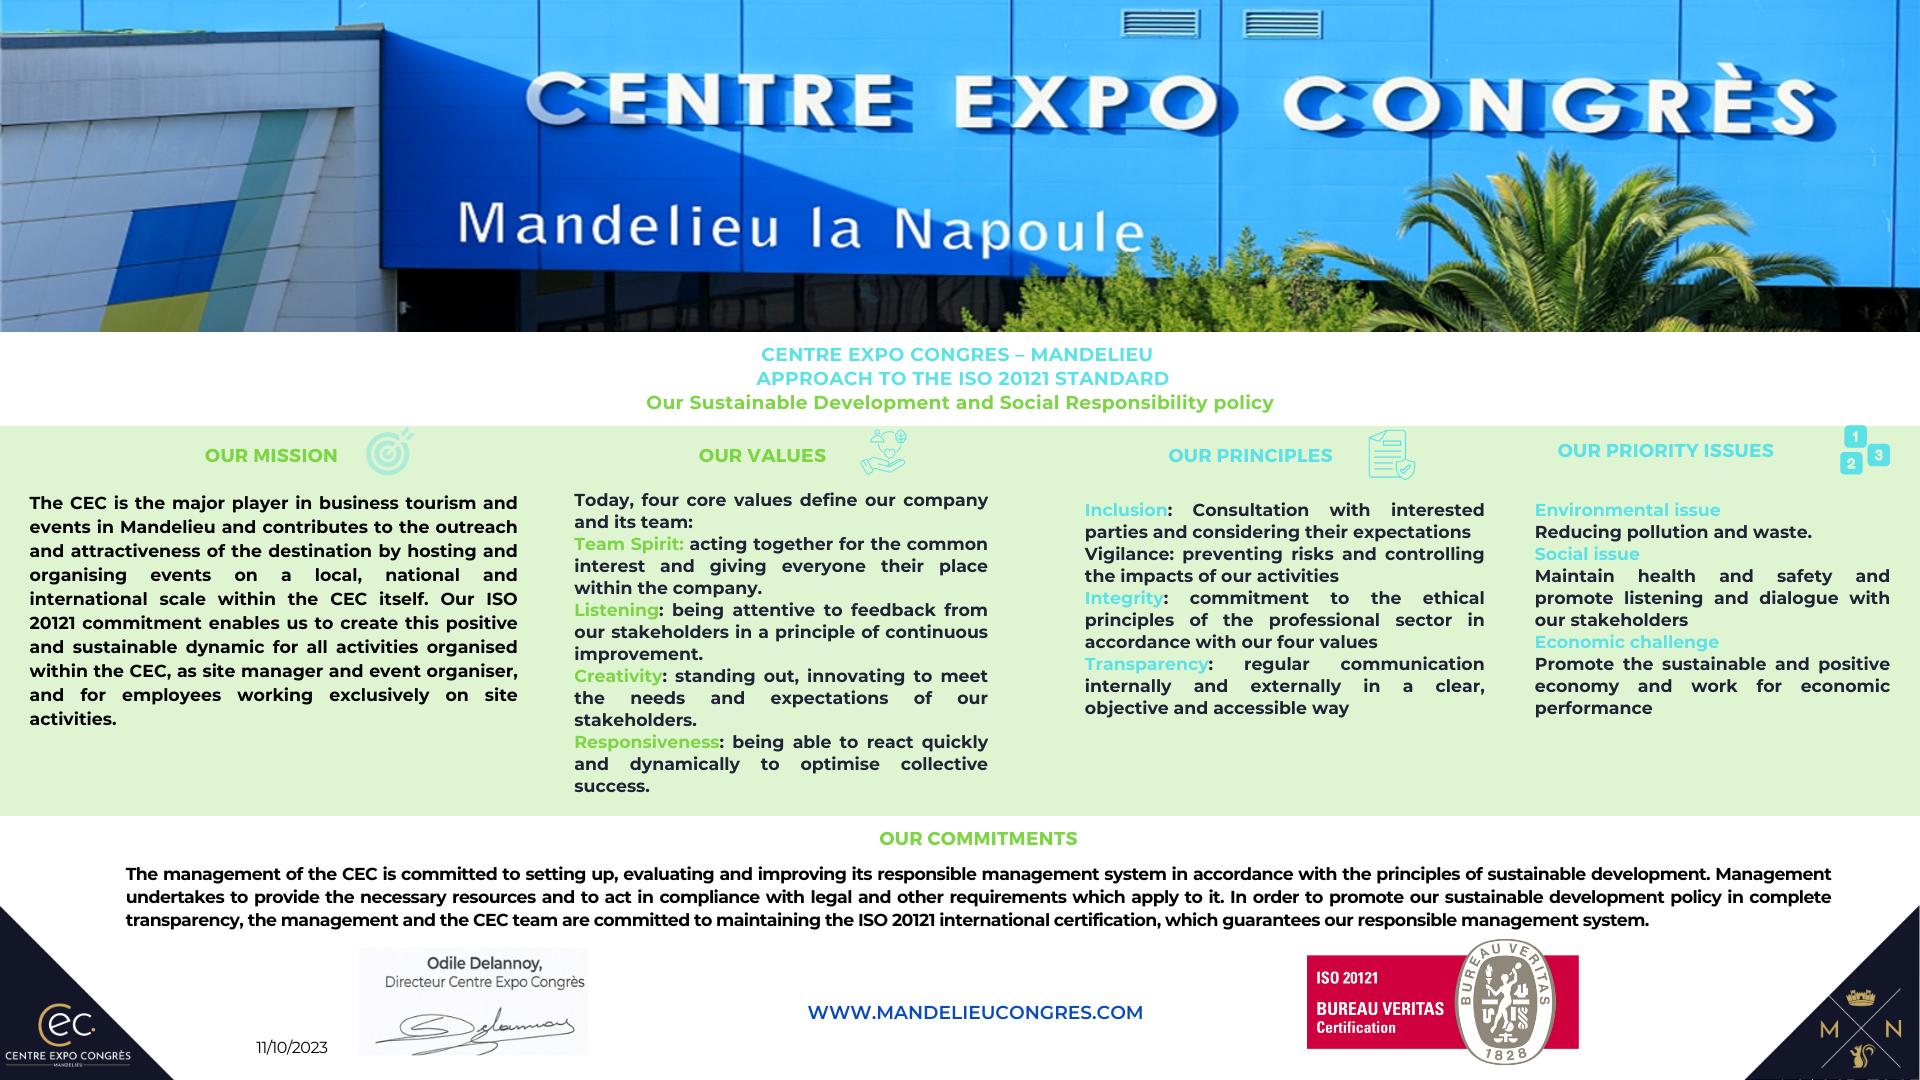 CENTRE EXPO CONGRÈS
Mandelieu la Napoule
CENTRE EXPO CONGRES – MANDELIEU
APPROACH TO THE ISO 20121 STANDARD
Our Sustainable Development and Social Responsibility policy
OUR MISSION
The CEC is the major player in business tourism and
events in Mandelieu and contributes to the outreach
and attractiveness of the destination by hosting and
organising events on a local, national and
international scale within the CEC itself. Our ISO
20121 commitment enables us to create this positive
and sustainable dynamic for all activities organised
within the CEC, as site manager and event organiser,
and for employees working exclusively on site
activities.
OUR VALUES
Today, four core values define our company
and its team:
Team Spirit: acting together for the common
interest and giving everyone their place
within the company.
Listening: being attentive to feedback from
our stakeholders in a principle of continuous
improvement.
Creativity: standing out, innovating to meet
the needs and expectations of our
stakeholders.
Responsiveness: being able to react quickly
and dynamically to optimise collective
success.
OUR PRINCIPLES
Inclusion: Consultation with interested
parties and considering their expectations
Vigilance: preventing risks and controlling
the impacts of our activities
Integrity: commitment to the ethical
principles of the professional sector in
accordance with our four values
Transparency: regular communication
internally and externally in a clear,
objective and accessible way
OUR PRIORITY ISSUES
1
2 3
Environmental issue
Reducing pollution and waste.
Social issue
Maintain health and safety and
promote listening and dialogue with
our stakeholders
Economic challenge
Promote the sustainable and positive
economy and work for economic
performance
OUR COMMITMENTS
The management of the CEC is committed to setting up, evaluating and improving its responsible management system in accordance with the principles of sustainable development. Management
undertakes to provide the necessary resources and to act in compliance with legal and other requirements which apply to it. In order to promote our sustainable development policy in complete
transparency, the management and the CEC team are committed to maintaining the ISO 20121 international certification, which guarantees our responsible management system.
cec.
CENTRE EXPO CONGRÈS
MANDELIEU
11/10/2023
Odile Delannoy,
Directeur Centre Expo Congrès
Delannoy
WWW.MANDELIEUCONGRES.COM
ISO 20121
BUREAU VERITAS
Certification
BUREAU VERITAS
1828
M N